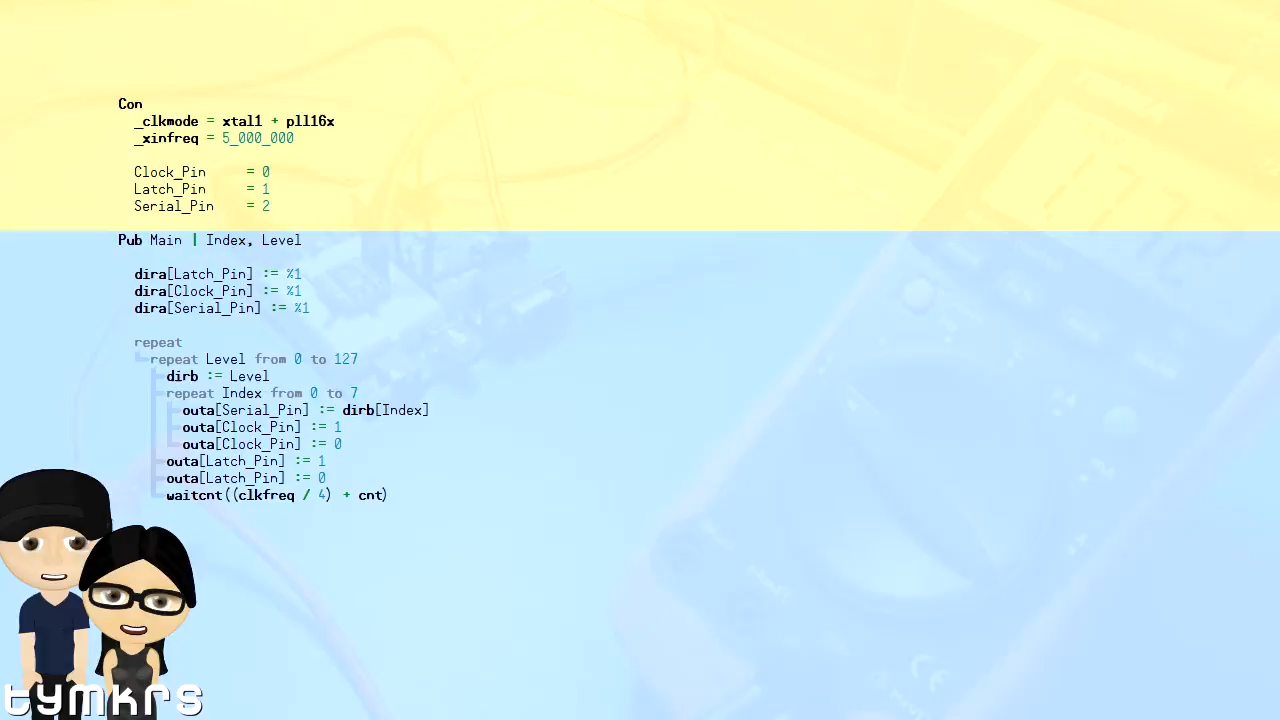 Con
_clkmode = xtal1 + pll16x
_xinfreq = 5_000_000
Clock_Pin = 0
Latch_Pin = 1
Serial_Pin = 2
Pub Main | Index, Level
dira[Latch_Pin] := %1
dira[Clock_Pin] := %1
dira[Serial_Pin] := %1
repeat
repeat Level from 0 to 127
dirb := Level
repeat Index from 0 to 7
outa[Serial_Pin] := dirb[Index]
outa[Clock_Pin] := 1
outa[Clock_Pin] := 0
outa[Latch_Pin] := 1
outa[Latch_Pin] := 0
waitcnt((clkfreq / 4) + cnt)
tymkrs